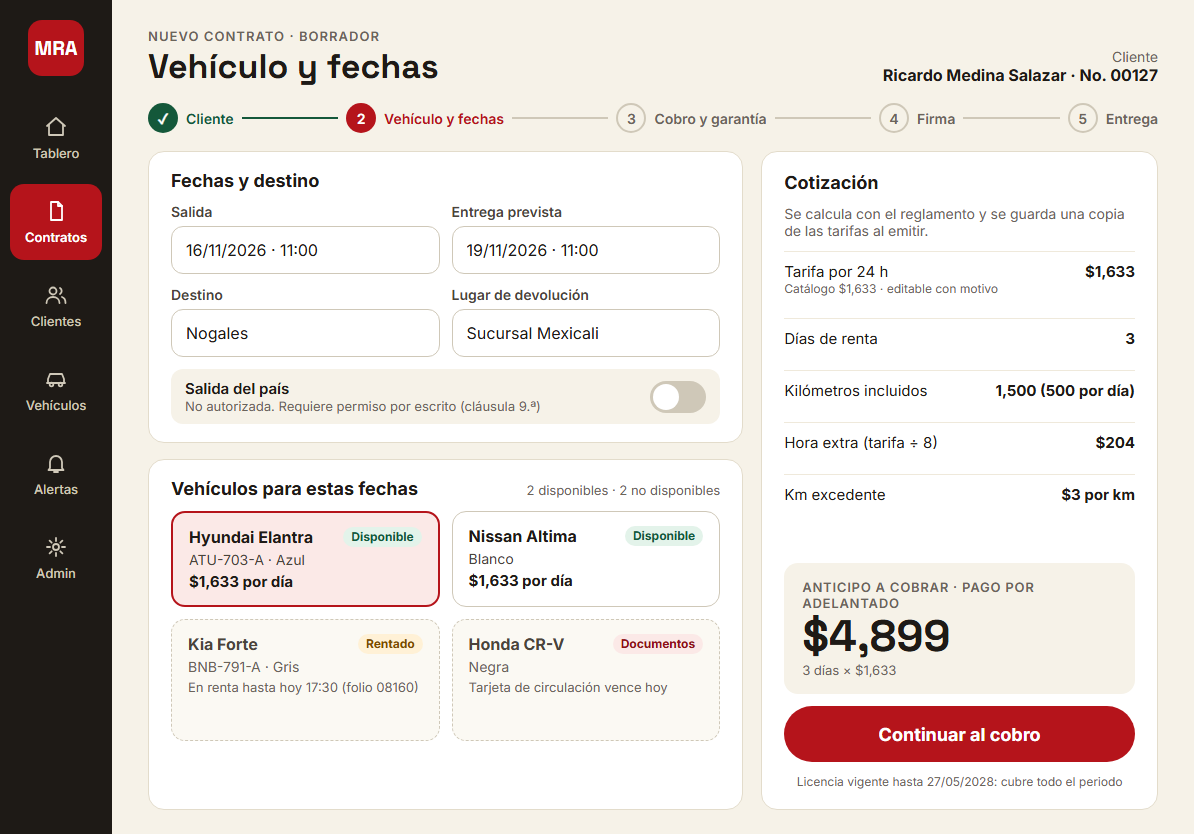 MRA
Tablero
Contratos
Clientes
Vehículos
Alertas
Admin
NUEVO CONTRATO · BORRADOR
Vehículo y fechas
Cliente
Ricardo Medina Salazar · No. 00127
✓ Cliente
2 Vehículo y fechas
3 Cobro y garantía
4 Firma
5 Entrega
Fechas y destino
Salida
16/11/2026 · 11:00
Entrega prevista
19/11/2026 · 11:00
Destino
Nogales
Lugar de devolución
Sucursal Mexicali
Salida del país
No autorizada. Requiere permiso por escrito (cláusula 9.ª)
Vehículos para estas fechas
2 disponibles · 2 no disponibles
Hyundai Elantra
Disponible
ATU-703-A · Azul
$1,633 por día
Nissan Altima
Disponible
Blanco
$1,633 por día
Kia Forte
Rentado
BNB-791-A · Gris
En renta hasta hoy 17:30 (folio 08160)
Honda CR-V
Documentos
Negra
Tarjeta de circulación vence hoy
Cotización
Se calcula con el reglamento y se guarda una copia
de las tarifas al emitir.
Tarifa por 24 h
$1,633
Catálogo $1,633 · editable con motivo
Días de renta
3
Kilómetros incluidos
1,500 (500 por día)
Hora extra (tarifa ÷ 8)
$204
Km excedente
$3 por km
ANTICIPO A COBRAR · PAGO POR
ADELANTADO
$4,899
3 días × $1,633
Continuar al cobro
Licencia vigente hasta 27/05/2028: cubre todo el periodo